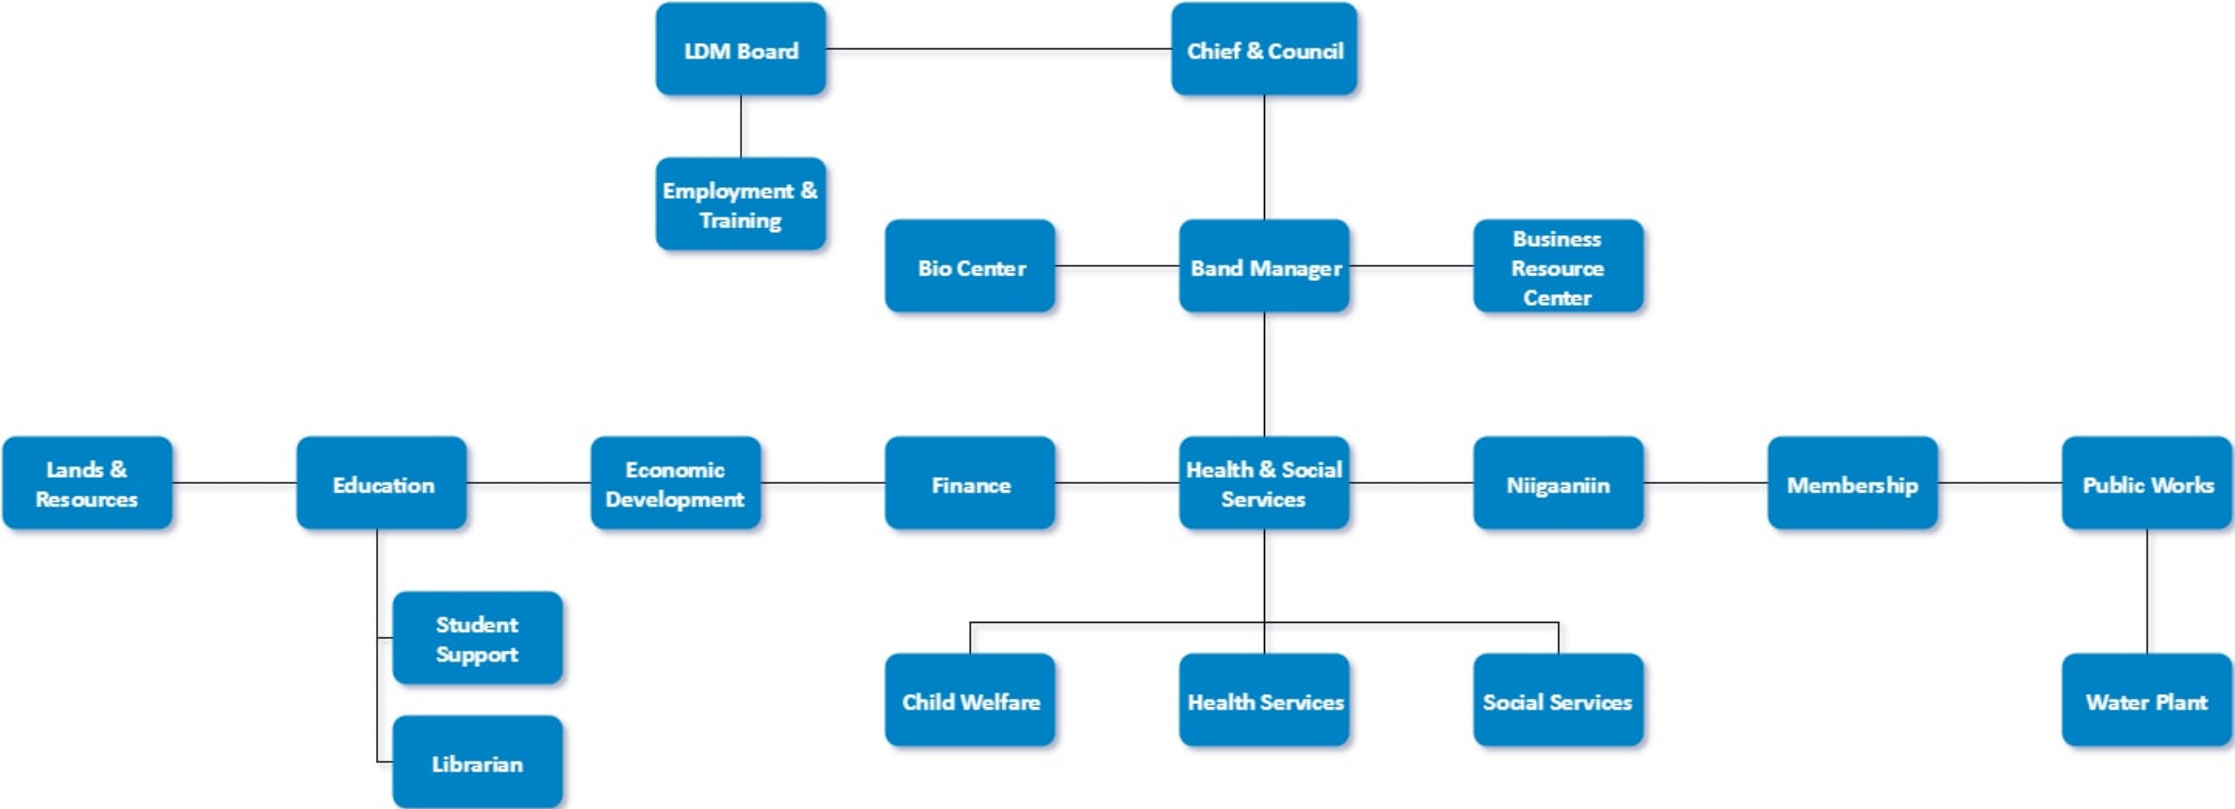 LDM Board
Chief & Council
Employment &
Training
Bio Center
Band Manager
Business
Resource
Center
Lands &
Resources
Education
Economic
Development
Finance
Health & Social
Services
Niigaaniin
Membership
Public Works
Student
Support
Librarian
Child Welfare
Health Services
Social Services
Water Plant